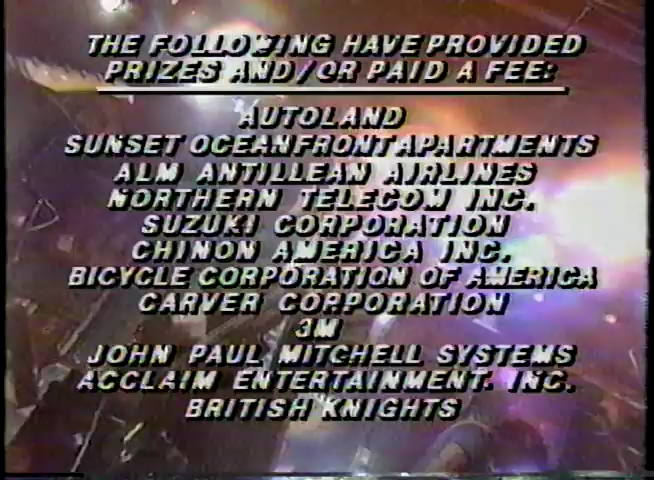 THE FOLLOWING HAVE PROVIDED
PRIZES AND/OR PAID A FEE:
AUTOLAND
SUNSET OCEANFRONT APARTMENTS
ALM ANTILLEAN AIRLINES
NORTHERN TELECOM INC.
SUZUKI CORPORATION
CHINON AMERICA INC.
BICYCLE CORPORATION OF AMERICA
CARVER CORPORATION
3M
JOHN PAUL MITCHELL SYSTEMS
ACCLAIM ENTERTAINMENT, INC.
BRITISH KNIGHTS